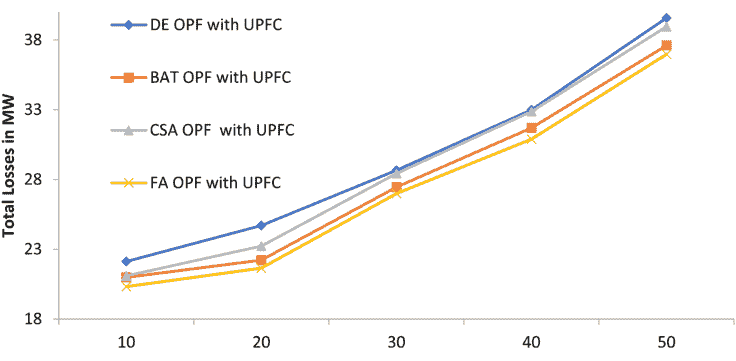 DE OPF with UPFC
BAT OPF with UPFC
CSA OPF with UPFC
FA OPF with UPFC
Total Losses in MW
38
33
28
23
18
10 20 30 40 50